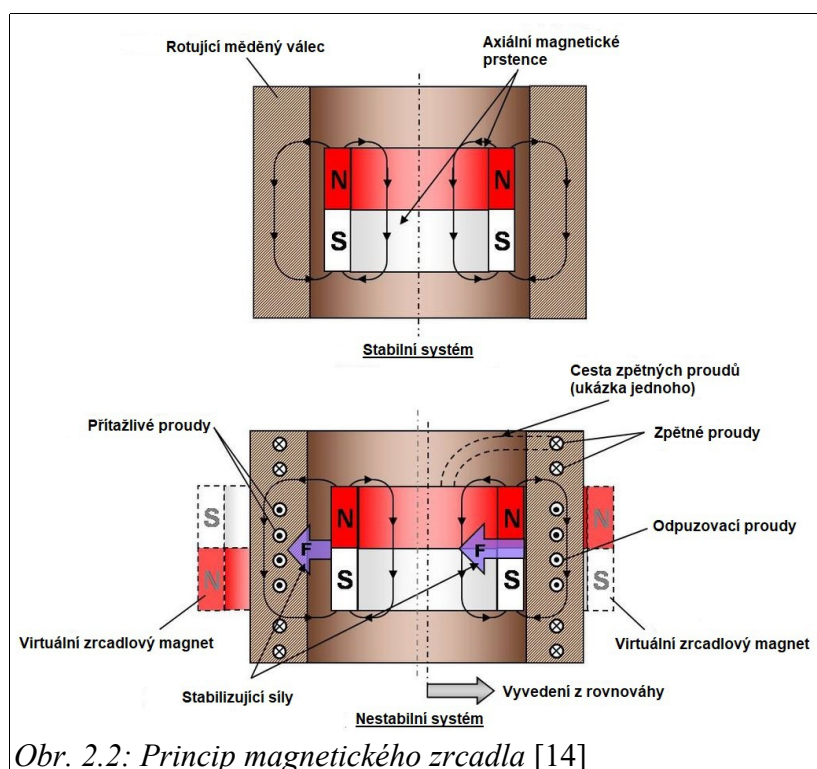 Rotující měděný válec
Axiální magnetické
prstence
N
N
S
S
Stabilní systém
Cesta zpětných proudů
(ukázka jednoho)
Přítažlivé proudy
Zpětné proudy
S
N
N
N
F
F
Odpuzovací proudy
N
S
S
S
Virtuální zrcadlový magnet
Virtuální zrcadlový magnet
Stabilizující síly
Vyvedení z rovnováhy
Nestabilní systém
Obr. 2.2: Princip magnetického zrcadla [14]